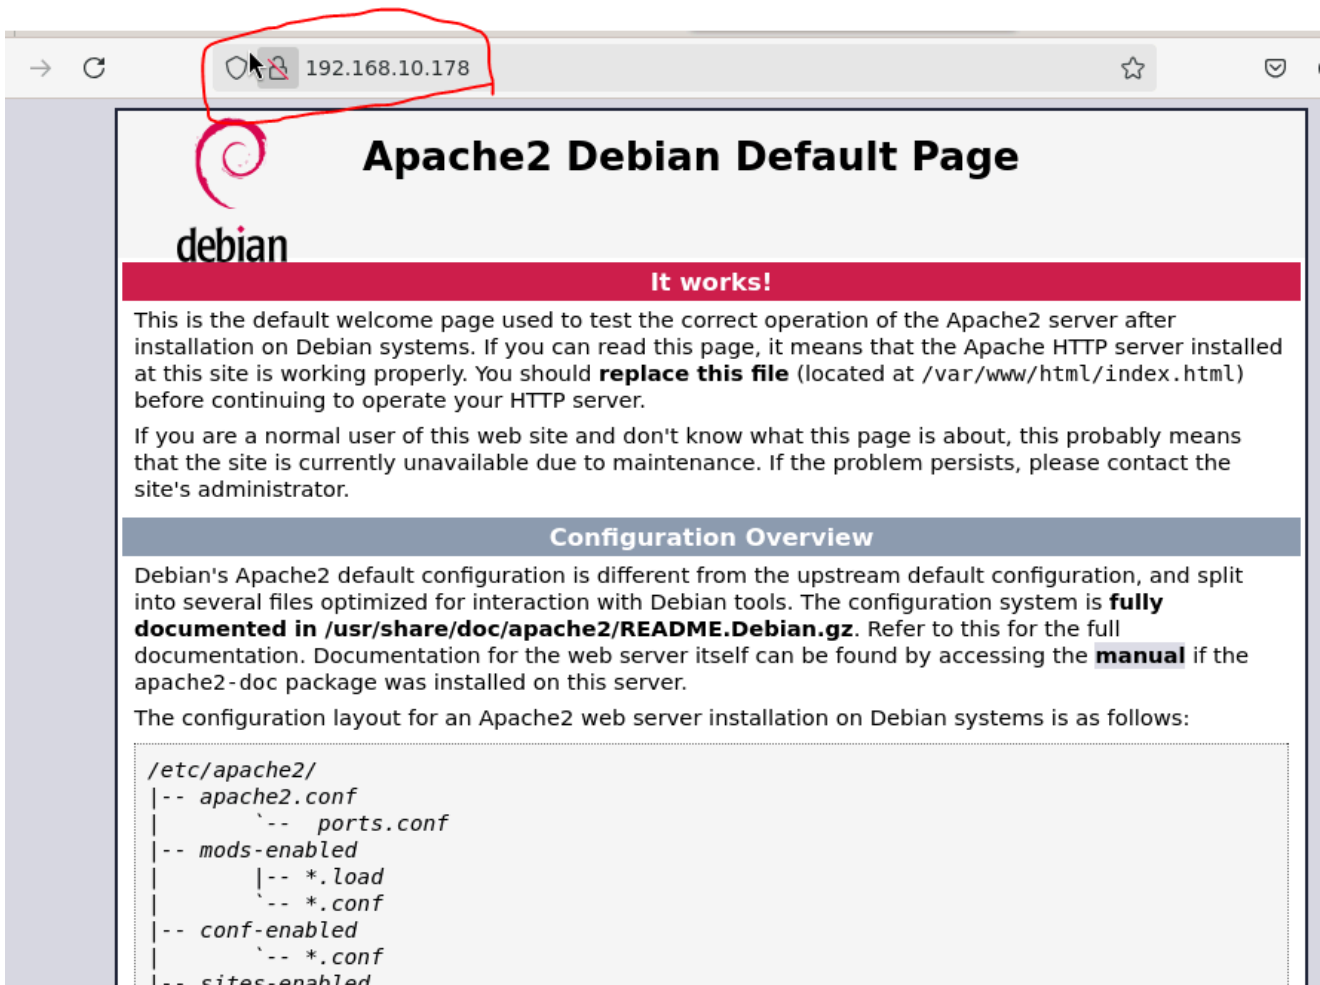 192.168.10.178
Apache2 Debian Default Page
debian
It works!
This is the default welcome page used to test the correct operation of the Apache2 server after
installation on Debian systems. If you can read this page, it means that the Apache HTTP server installed
at this site is working properly. You should replace this file (located at /var/www/html/index.html)
before continuing to operate your HTTP server.
If you are a normal user of this web site and don't know what this page is about, this probably means
that the site is currently unavailable due to maintenance. If the problem persists, please contact the
site's administrator.
Configuration Overview
Debian's Apache2 default configuration is different from the upstream default configuration, and split
into several files optimized for interaction with Debian tools. The configuration system is fully
documented in /usr/share/doc/apache2/README.Debian.gz. Refer to this for the full
documentation. Documentation for the web server itself can be found by accessing the manual if the
apache2-doc package was installed on this server.
The configuration layout for an Apache2 web server installation on Debian systems is as follows:
/etc/apache2/
|-- apache2.conf
|       `--  ports.conf
|-- mods-enabled
|       |-- *.load
|       `-- *.conf
|-- conf-enabled
|       `-- *.conf
|-- sites-enabled